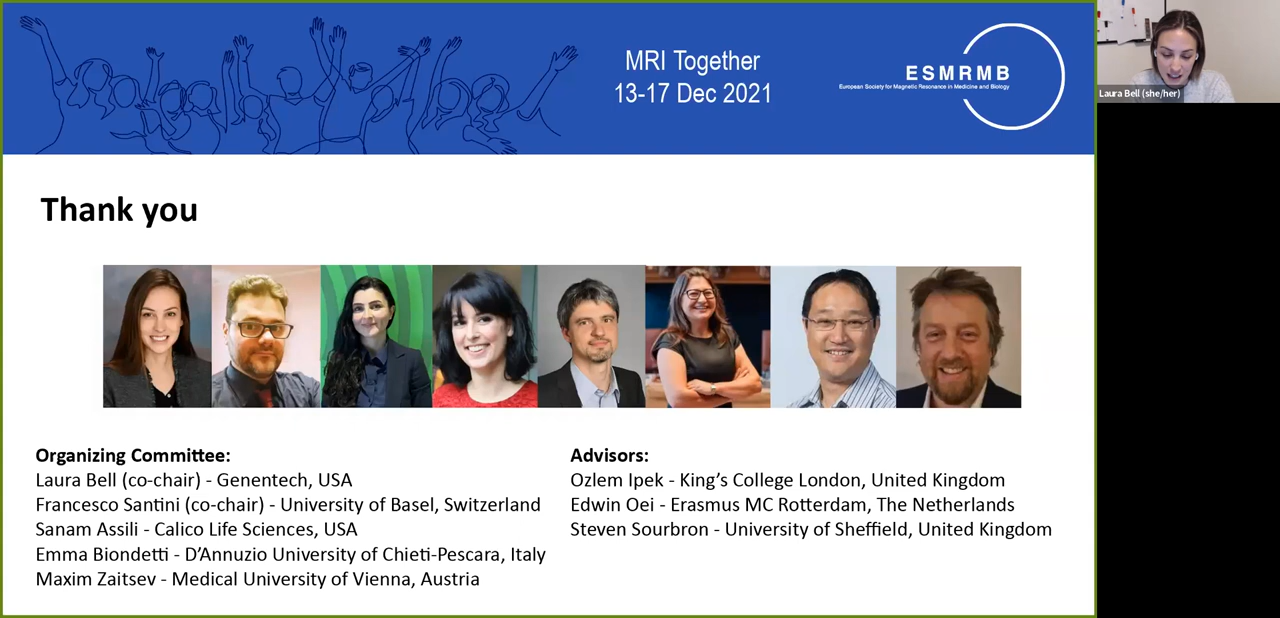 MRI Together
13-17 Dec 2021
ESMRMB
European Society for Magnetic Resonance in Medicine and Biology
Laura Bell (she/her)
Thank you
Organizing Committee:
Laura Bell (co-chair) - Genentech, USA
Francesco Santini (co-chair) - University of Basel, Switzerland
Sanam Assili - Calico Life Sciences, USA
Emma Biondetti - D’Annuzio University of Chieti-Pescara, Italy
Maxim Zaitsev - Medical University of Vienna, Austria
Advisors:
Ozlem Ipek - King’s College London, United Kingdom
Edwin Oei - Erasmus MC Rotterdam, The Netherlands
Steven Sourbron - University of Sheffield, United Kingdom